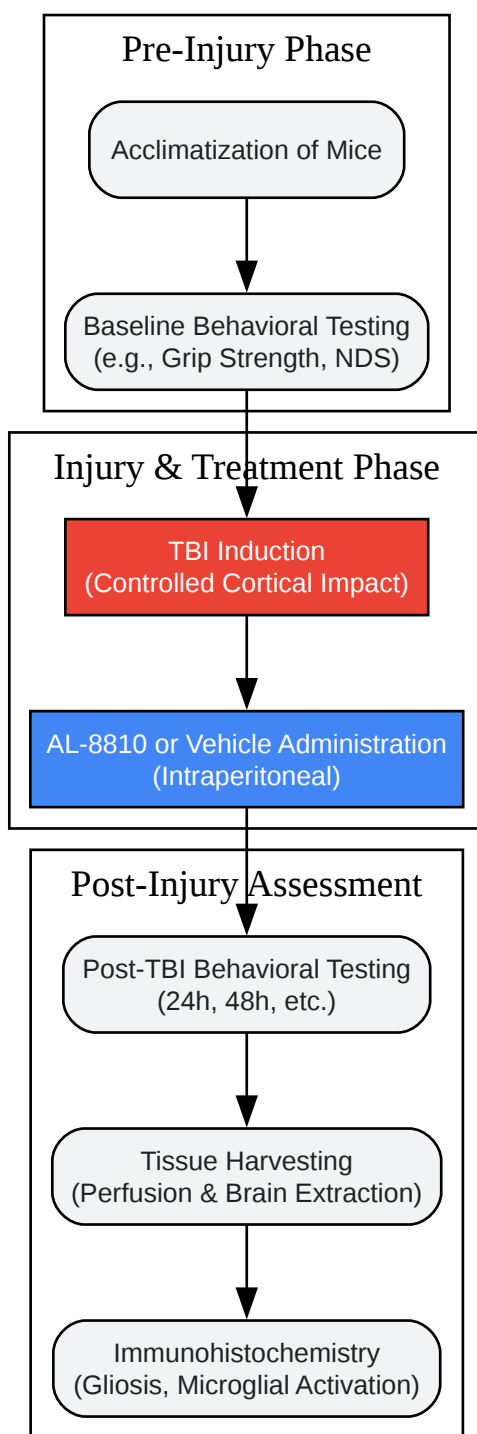 Pre-Injury Phase
Acclimatization of Mice
Baseline Behavioral Testing
(e.g., Grip Strength, NDS)
Injury & Treatment Phase
TBI Induction
(Controlled Cortical Impact)
AL-8810 or Vehicle Administration
(Intraperitoneal)
Post-Injury Assessment
Post-TBI Behavioral Testing
(24h, 48h, etc.)
Tissue Harvesting
(Perfusion & Brain Extraction)
Immunohistochemistry
(Gliosis, Microglial Activation)